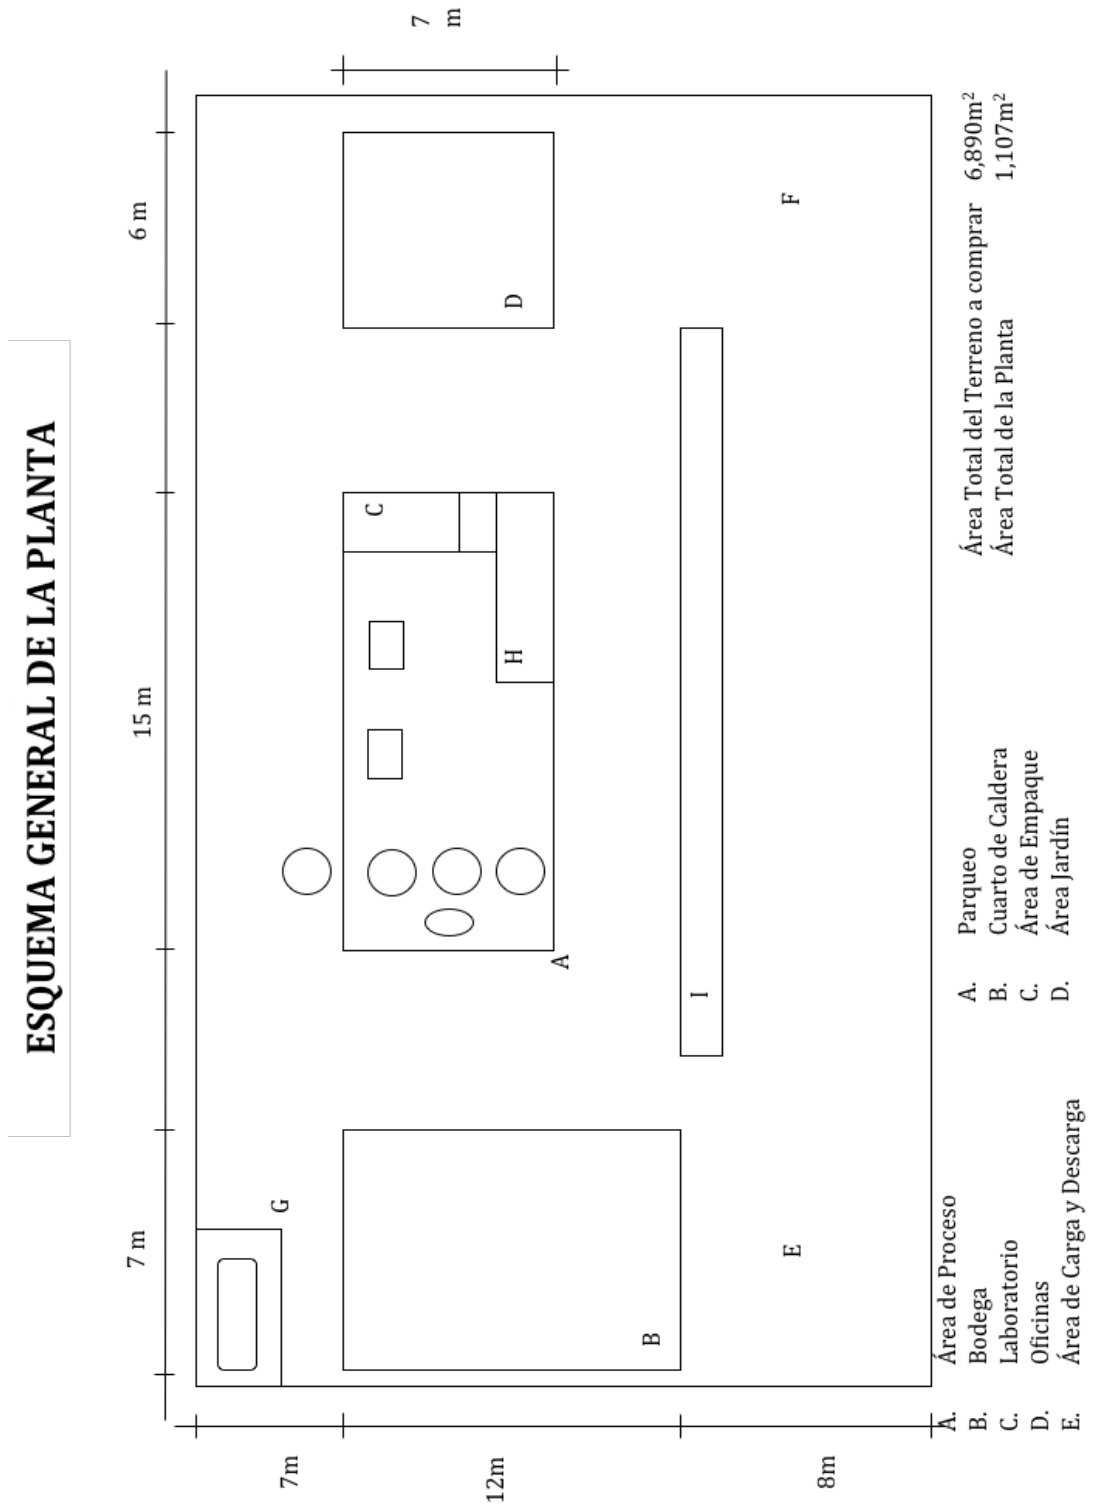 ESQUEMA GENERAL DE LA PLANTA
7 m
15 m
6 m
7
m
7m
12m
8m
G
B
E
A
I
H
C
D
F
A. Área de Proceso
B. Bodega
C. Laboratorio
D. Oficinas
E. Área de Carga y Descarga
A. Parqueo
B. Cuarto de Caldera
C. Área de Empaque
D. Área Jardín
Área Total del Terreno a comprar 6,890m²
Área Total de la Planta 1,107m²